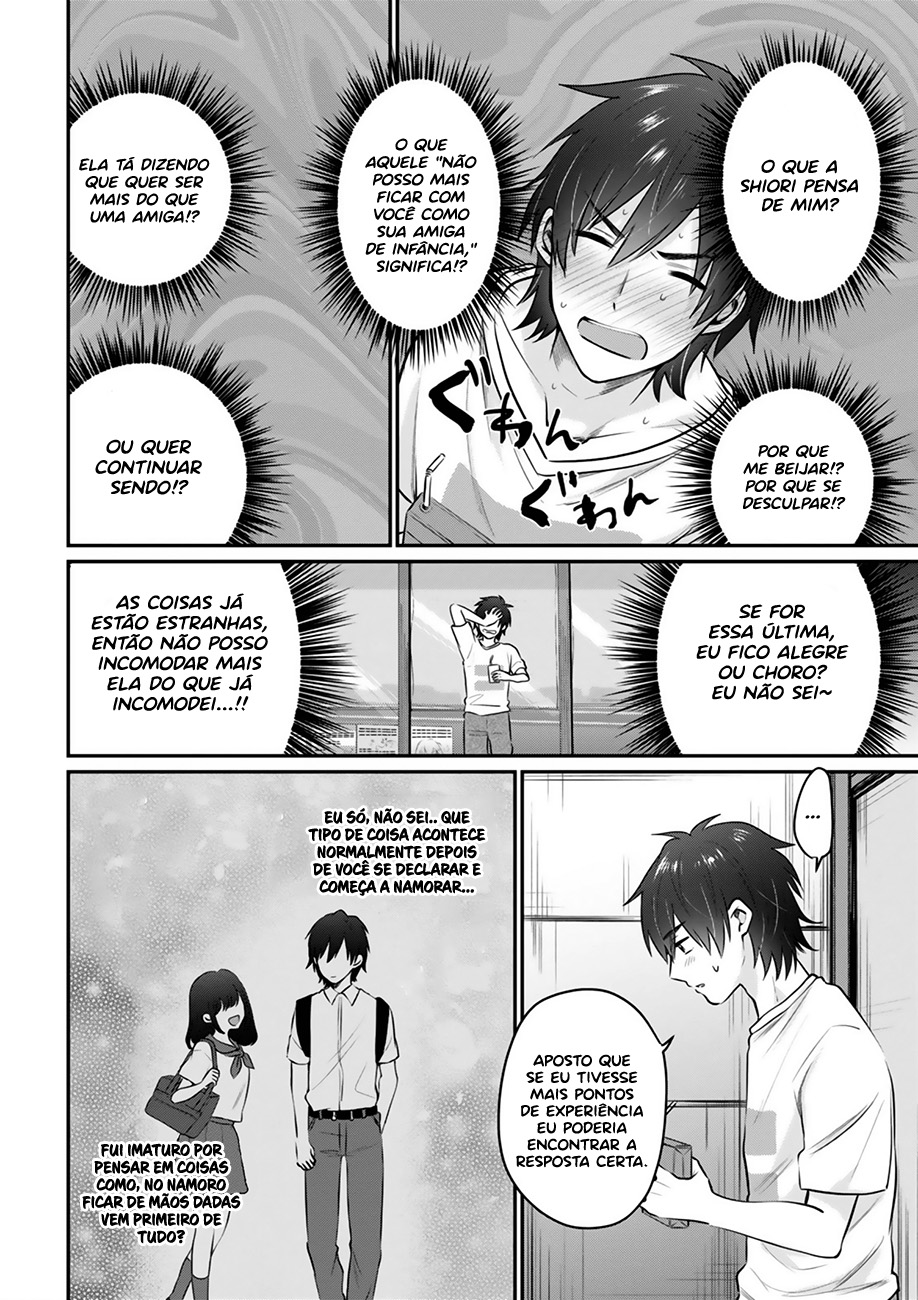 O QUE A
SHIORI PENSA
DE MIM?
O QUE
AQUELE "NÃO
POSSO MAIS
FICAR COM
VOCÊ COMO
SUA AMIGA
DE INFÂNCIA,"
SIGNIFICA!?
POR QUE
ME BEIJAR!?
POR QUE SE
DESCULPAR!?
ぐわん
ぐわん
ELA TÁ DIZENDO
QUE QUER SER
MAIS DO QUE
UMA AMIGA!?
OU QUER
CONTINUAR
SENDO!?
SE FOR
ESSA ÚLTIMA,
EU FICO ALEGRE
OU CHORO?
EU NÃO SEI~
AS COISAS JÁ
ESTÃO ESTRANHAS,
ENTÃO NÃO POSSO
INCOMODAR MAIS
ELA DO QUE JÁ
INCOMODEI...!!
...
APOSTO QUE
SE EU TIVESSE
MAIS PONTOS
DE EXPERIÊNCIA
EU PODERIA
ENCONTRAR A
RESPOSTA CERTA.
EU SÓ, NÃO SEI.. QUE
TIPO DE COISA ACONTECE
NORMALMENTE DEPOIS
DE VOCÊ SE DECLARAR E
COMEÇA A NAMORAR...
FUI IMATURO POR
PENSAR EM COISAS
COMO, NO NAMORO
FICAR DE MÃOS DADAS
VEM PRIMEIRO DE
TUDO?